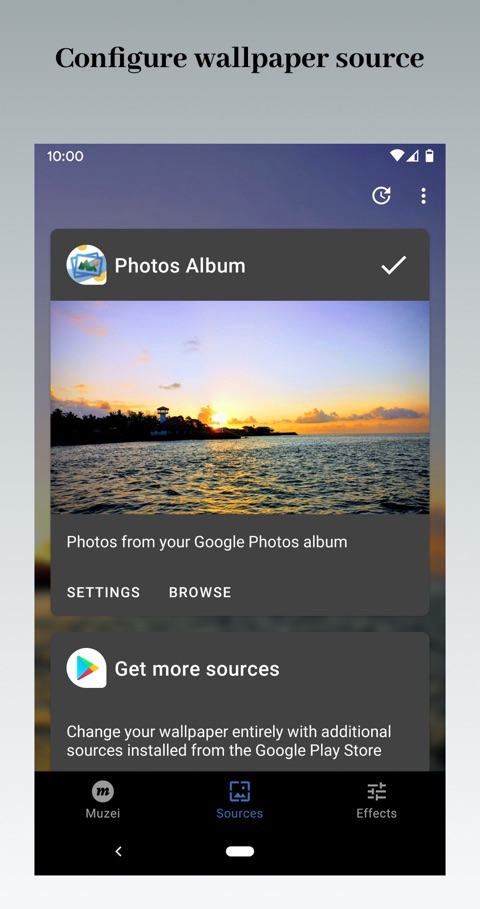 Configure wallpaper source
10:00
Photos Album
Photos from your Google Photos album
SETTINGS BROWSE
Get more sources
Change your wallpaper entirely with additional
sources installed from the Google Play Store
m
Muzei Sources Effects